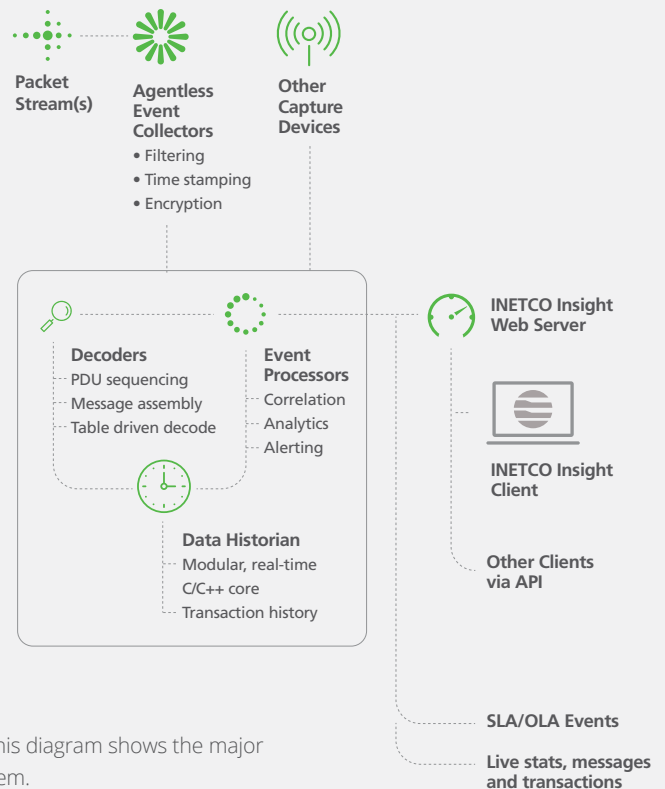 Packet
Stream(s)
Agentless
Event
Collectors
• Filtering
• Time stamping
• Encryption
Other
Capture
Devices
Decoders
PDU sequencing
Message assembly
Table driven decode
Event
Processors
Correlation
Analytics
Alerting
Data Historian
Modular, real-time
C/C++ core
Transaction history
INETCO Insight
Web Server
INETCO Insight
Client
Other Clients
via API
SLA/OLA Events
Live stats, messages
and transactions
his diagram shows the major
em.